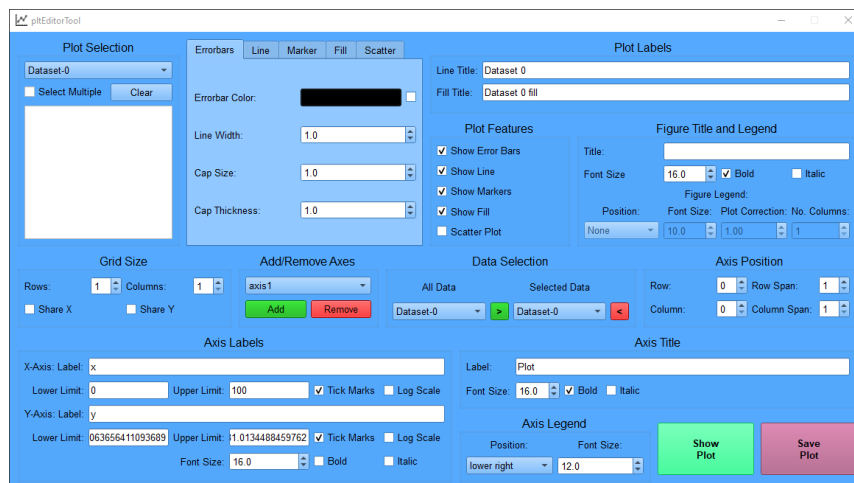 pltEditorTool
Plot Selection
Dataset-0
Select Multiple Clear
Errorbars Line Marker Fill Scatter
Errorbar Color:
Line Width: 1.0
Cap Size: 1.0
Cap Thickness: 1.0
Plot Labels
Line Title: Dataset 0
Fill Title: Dataset 0 fill
Plot Features
Show Error Bars
Show Line
Show Markers
Show Fill
Scatter Plot
Figure Title and Legend
Title:
Font Size 16.0 Bold Italic
Figure Legend:
Position: Font Size: Plot Correction: No. Columns:
None 10.0 1.00 1
Grid Size
Rows: 1 Columns: 1
Share X Share Y
Add/Remove Axes
axis1
Add Remove
Data Selection
All Data Selected Data
Dataset-0 > Dataset-0 <
Axis Position
Row: 0 Row Span: 1
Column: 0 Column Span: 1
Axis Labels
X-Axis: Label: x
Lower Limit: 0 Upper Limit: 100 Tick Marks Log Scale
Y-Axis: Label: y
Lower Limit: 063656411093689 Upper Limit: 31.0134488459762 Tick Marks Log Scale
Font Size: 16.0 Bold Italic
Axis Title
Label: Plot
Font Size: 16.0 Bold Italic
Axis Legend
Position: Font Size:
lower right 12.0
Show
Plot
Save
Plot